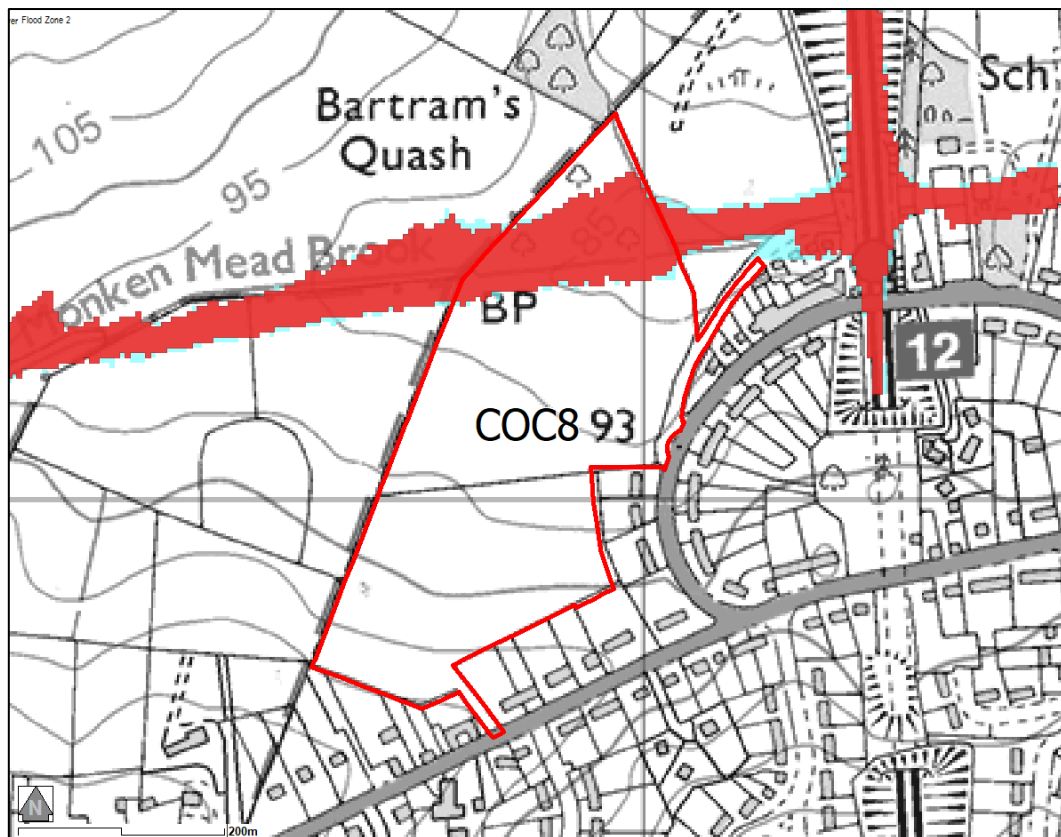 er Flood Zone 2
Bartram's
Quash
Sch
105
95
85
Monken Mead Brook
BP
12
COC8 93
N
200m